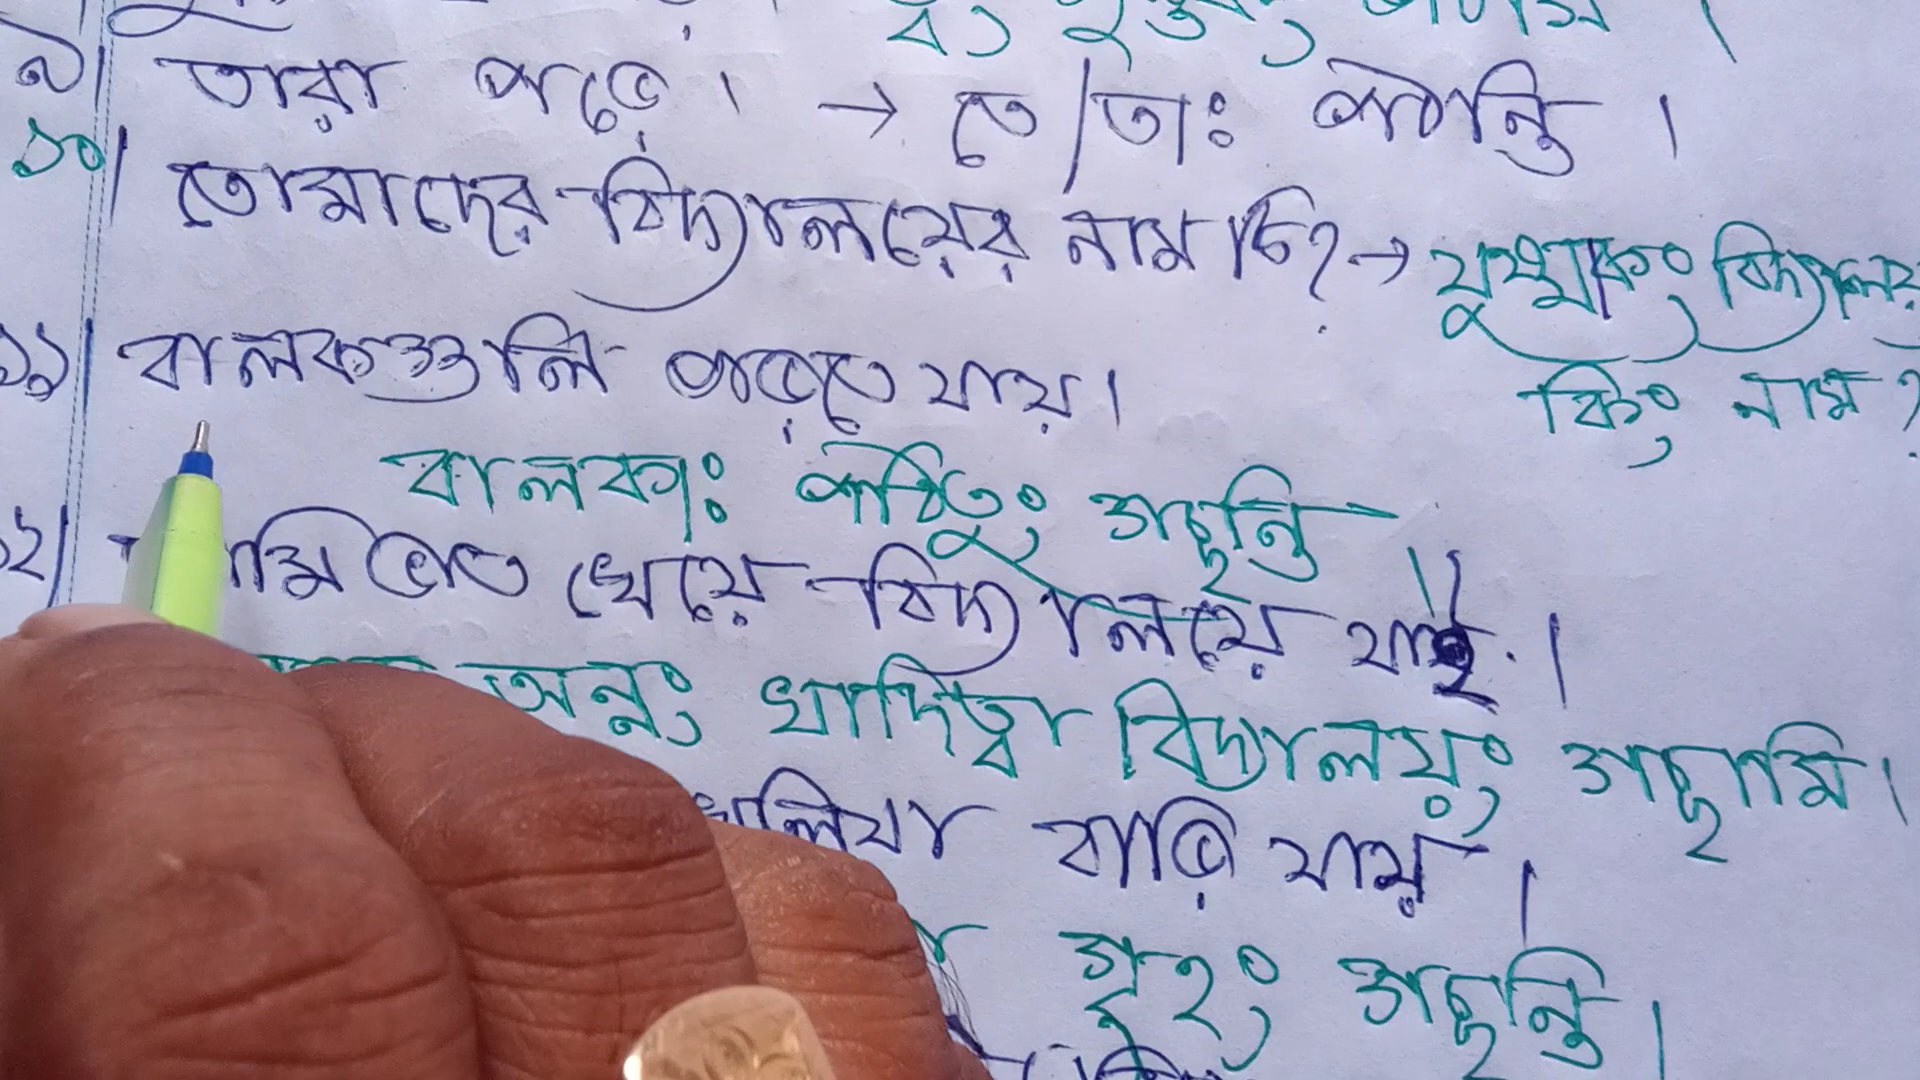 ৯| তারা পড়ে। → তে/তাঃ পঠন্তি।
১০| তোমাদের বিদ্যালয়ের নাম কি? → যুষ্মাকং বিদ্যালয়
কিং নাম?
১১| বালকগুলি পড়তে যায়।
বালকাঃ পঠিতুং গচ্ছন্তি
১২| ভাত খেয়ে বিদ্যালয়ে যাই।
অন্নং খাদিত্বা বিদ্যালয়ং গচ্ছামি।
বাড়ি যায়।
গৃহং গচ্ছন্তি।